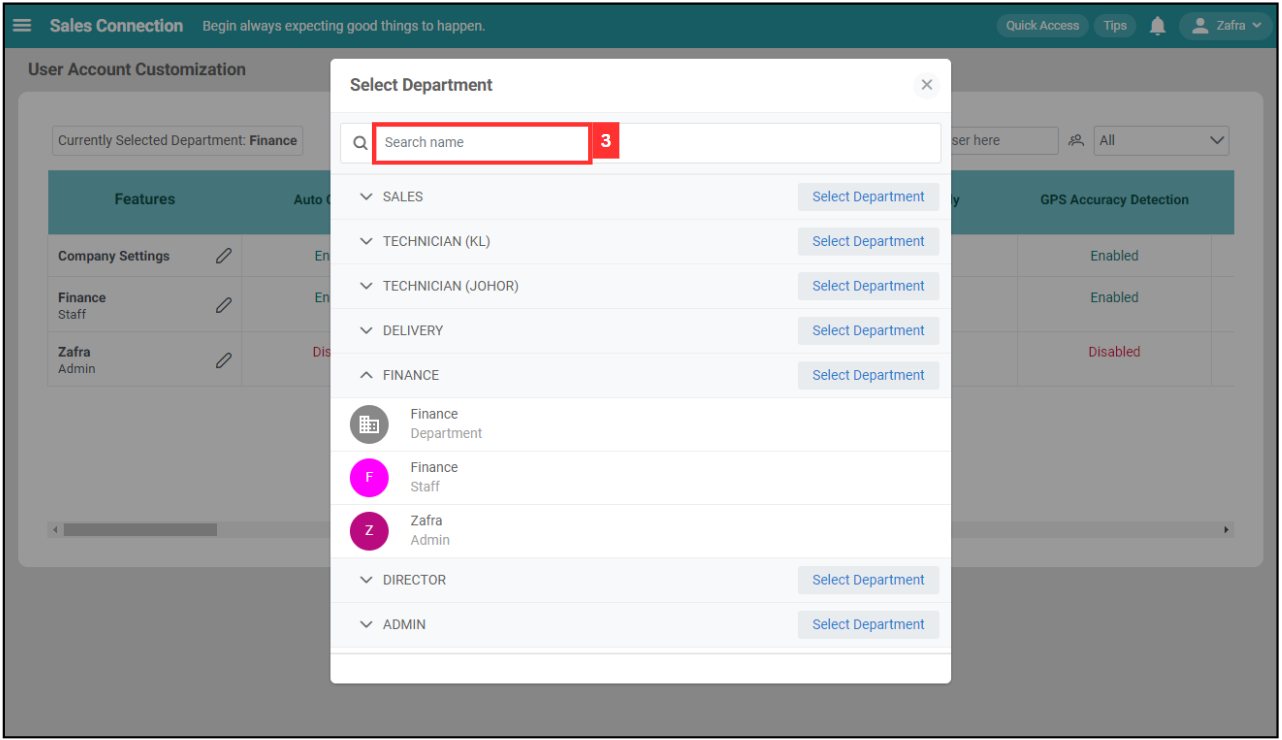 Sales Connection Begin always expecting good things to happen. Quick Access Tips Zafra
User Account Customization
Select Department
Currently Selected Department: Finance
Search name 3
ser here All
Features Auto
GPS Accuracy Detection
SALES Select Department
TECHNICIAN (KL) Select Department
Company Settings En Enabled
TECHNICIAN (JOHOR) Select Department
Finance En Enabled
Staff
DELIVERY Select Department
Zafra Dis Disabled
Admin
FINANCE Select Department
Finance
Department
F Finance
Staff
Z Zafra
Admin
DIRECTOR Select Department
ADMIN Select Department